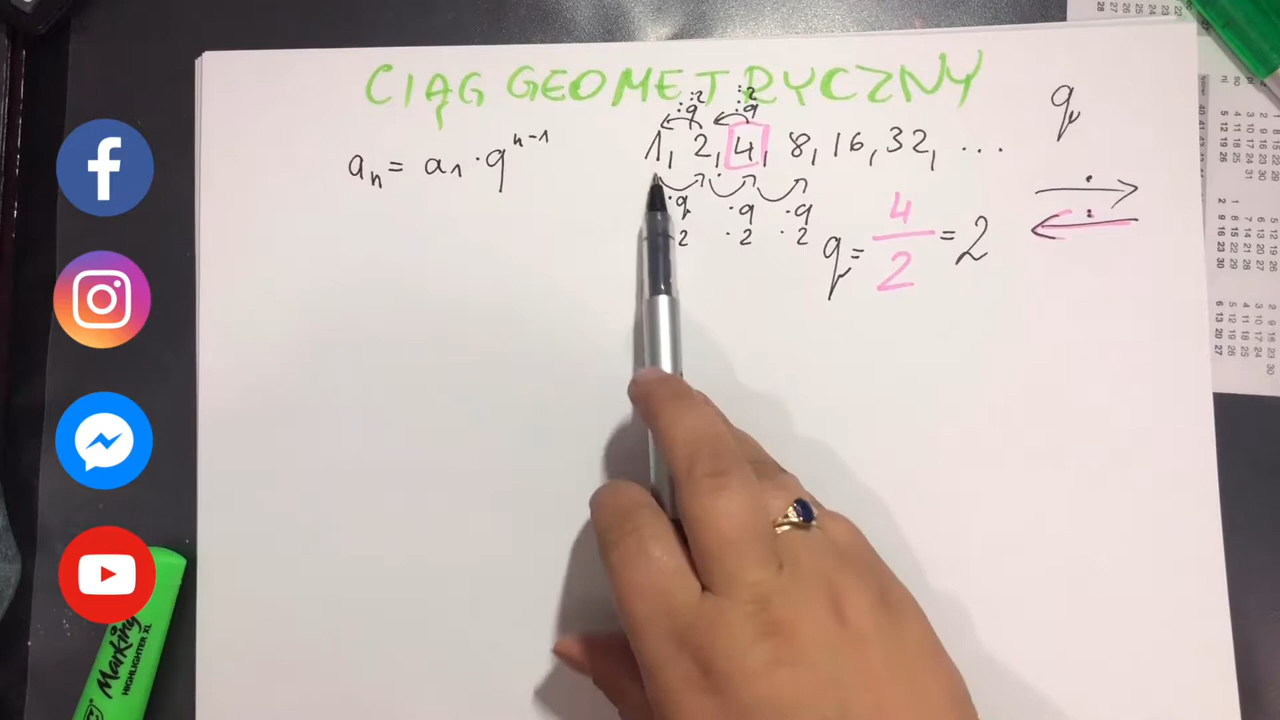 CIĄG GEOMETRYCZNY
:2 :2
:q :q
aₙ = a₁ · qⁿ⁻¹
1, 2, 4, 8, 16, 32, ...
q
·q ·q ·q
·2 ·2 ·2
q = 4/2 = 2
·
:
Marking
HIGHLIGHTER XL